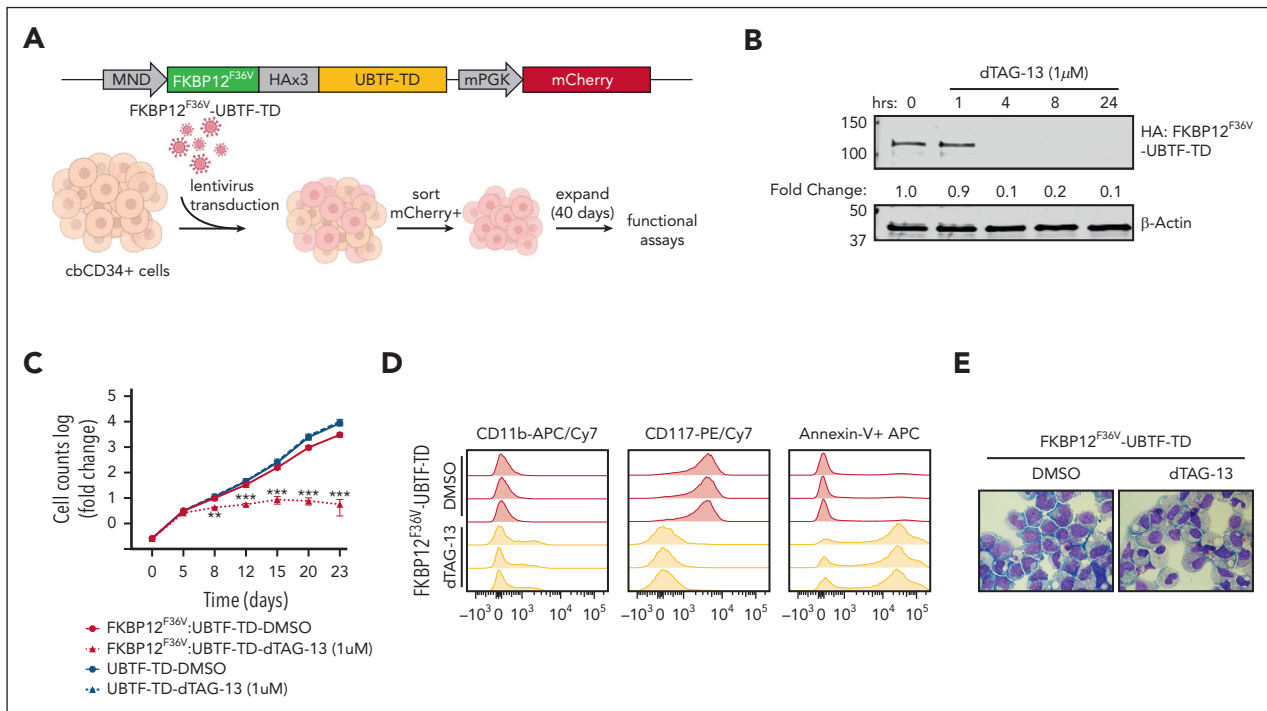 A
MND FKBP12F36V HAx3 UBTF-TD mPGK mCherry
FKBP12F36V-UBTF-TD
lentivirus
transduction
sort
mCherry+
expand
(40 days)
functional
assays
cbCD34+ cells
B
dTAG-13 (1μM)
hrs: 0 1 4 8 24
150
100
HA: FKBP12F36V
-UBTF-TD
Fold Change: 1.0 0.9 0.1 0.2 0.1
50
37
β-Actin
C
Cell counts log
(fold change)
5
4
3
2
1
0
** *** *** *** ***
0 5 8 12 15 20 23
Time (days)
FKBP12F36V:UBTF-TD-DMSO
FKBP12F36V:UBTF-TD-dTAG-13 (1uM)
UBTF-TD-DMSO
UBTF-TD-dTAG-13 (1uM)
D
FKBP12F36V-UBTF-TD
DMSO
dTAG-13
CD11b-APC/Cy7 CD117-PE/Cy7 Annexin-V+ APC
−10³ 10³ 10⁴ 10⁵ −10³ 10³ 10⁴ 10⁵ −10³ 10³ 10⁴ 10⁵
E
FKBP12F36V-UBTF-TD
DMSO dTAG-13